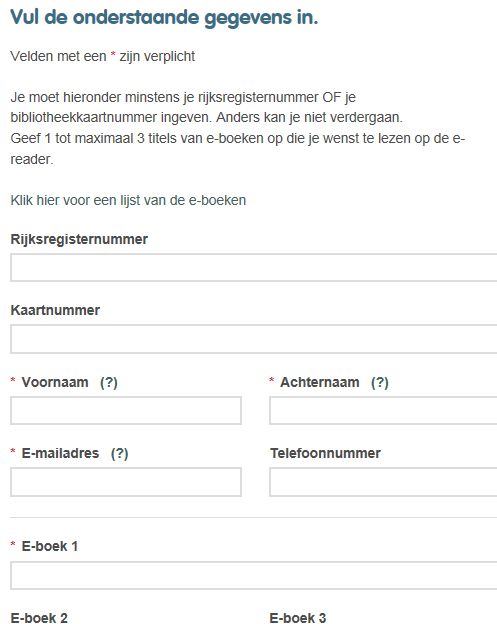 Vul de onderstaande gegevens in.
Velden met een * zijn verplicht
Je moet hieronder minstens je rijksregisternummer OF je
bibliotheekkaartnummer ingeven. Anders kan je niet verdergaan.
Geef 1 tot maximaal 3 titels van e-boeken op die je wenst te lezen op de e-
reader.
Klik hier voor een lijst van de e-boeken
Rijksregisternummer
Kaartnummer
* Voornaam (?) * Achternaam (?)
* E-mailadres (?) Telefoonnummer
* E-boek 1
E-boek 2 E-boek 3